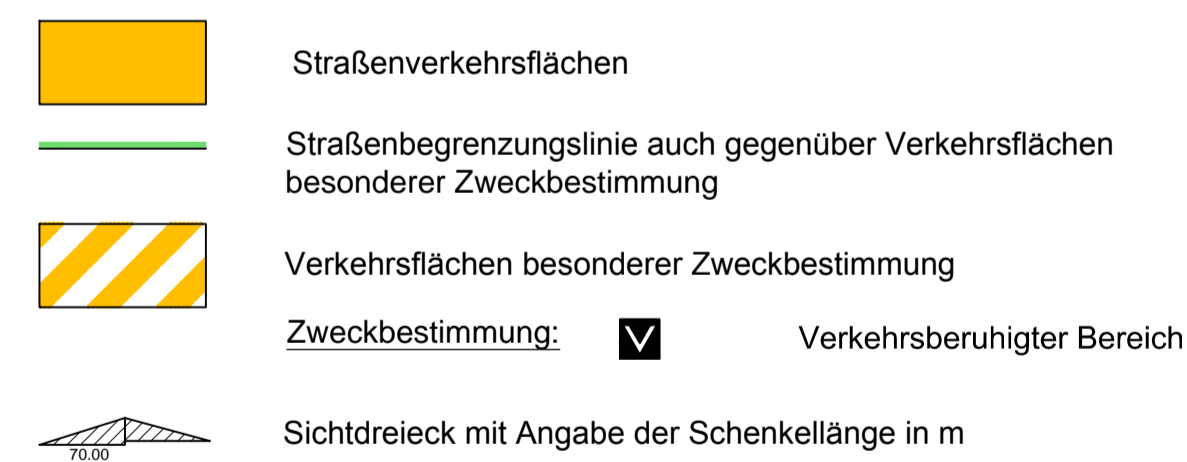 Straßenverkehrsflächen
Straßenbegrenzungslinie auch gegenüber Verkehrsflächen
besonderer Zweckbestimmung
Verkehrsflächen besonderer Zweckbestimmung
Zweckbestimmung: V Verkehrsberuhigter Bereich
Sichtdreieck mit Angabe der Schenkellänge in m
70.00